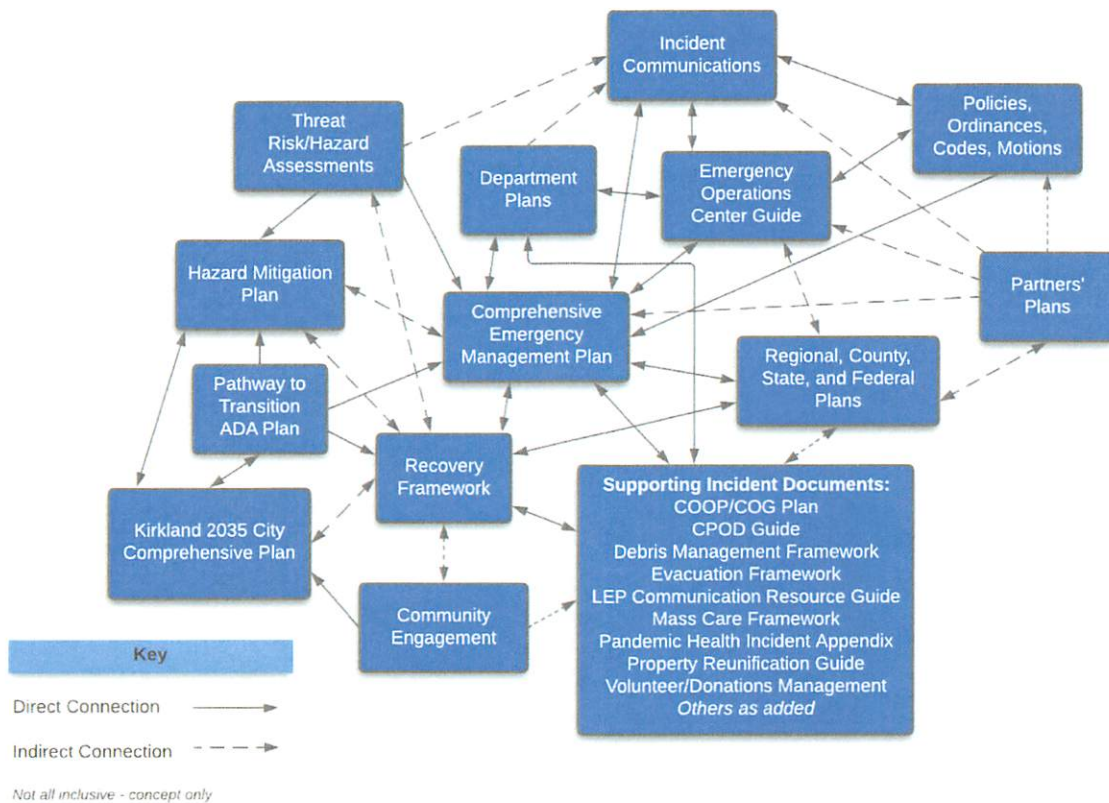 Incident
Communications
Policies,
Ordinances,
Codes, Motions
Threat
Risk/Hazard
Assessments
Department
Plans
Emergency
Operations
Center Guide
Hazard Mitigation
Plan
Partners'
Plans
Comprehensive
Emergency
Management Plan
Regional, County,
State, and Federal
Plans
Pathway to
Transition
ADA Plan
Recovery
Framework
Kirkland 2035 City
Comprehensive Plan
Community
Engagement
Supporting Incident Documents:
COOP/COG Plan
CPOD Guide
Debris Management Framework
Evacuation Framework
LEP Communication Resource Guide
Mass Care Framework
Pandemic Health Incident Appendix
Property Reunification Guide
Volunteer/Donations Management
Others as added
Key
Direct Connection
Indirect Connection
Not all inclusive - concept only